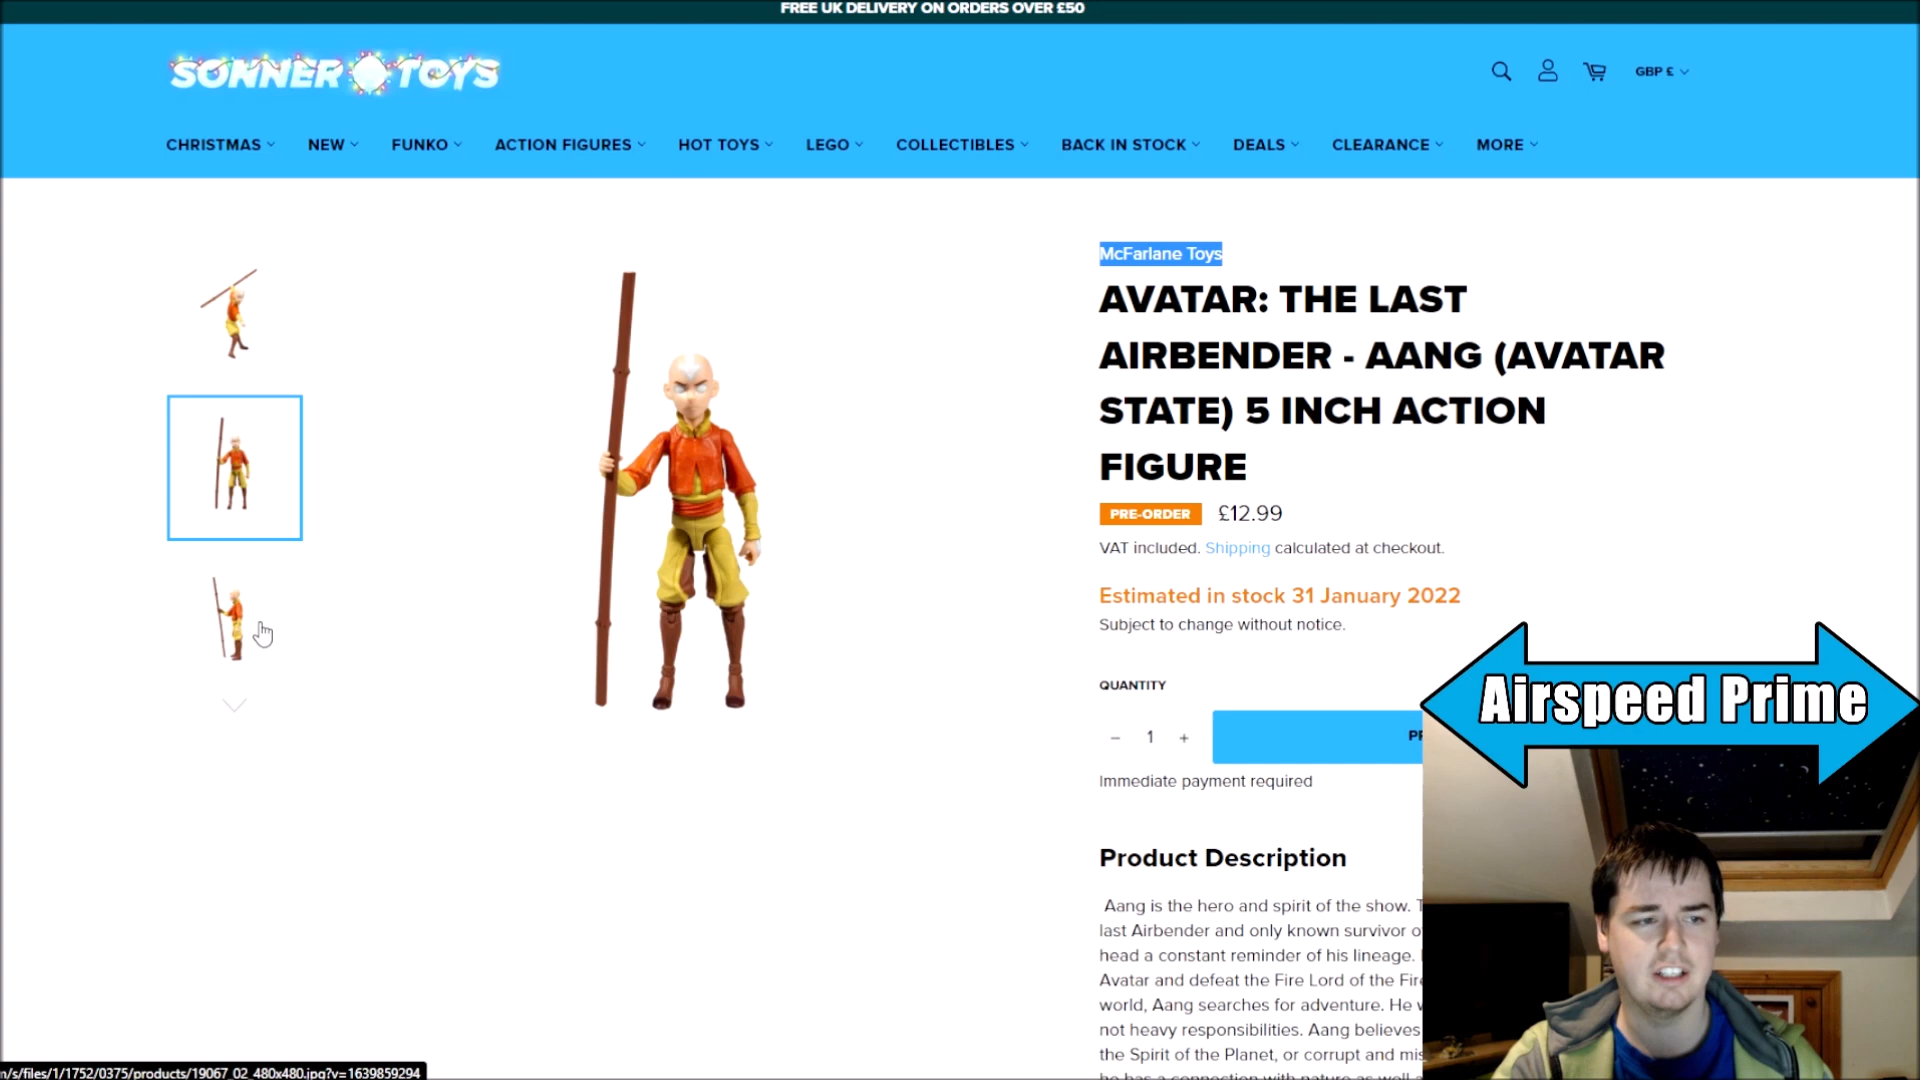 FREE UK DELIVERY ON ORDERS OVER £50
SONNER TOYS
GBP £
CHRISTMAS NEW FUNKO ACTION FIGURES HOT TOYS LEGO COLLECTIBLES BACK IN STOCK DEALS CLEARANCE MORE
McFarlane Toys
AVATAR: THE LAST
AIRBENDER - AANG (AVATAR
STATE) 5 INCH ACTION
FIGURE
PRE-ORDER £12.99
VAT included. Shipping calculated at checkout.
Estimated in stock 31 January 2022
Subject to change without notice.
QUANTITY
− 1 +
Immediate payment required
Airspeed Prime
Product Description
Aang is the hero and spirit of the show.
last Airbender and only known survivor
head a constant reminder of his lineage.
Avatar and defeat the Fire Lord of the
world, Aang searches for adventure. He
not heavy responsibilities. Aang believes
the Spirit of the Planet, or corrupt and
he has a connection with nature as well
n/s/files/1/1752/0375/products/19067_02_480x480.jpg?v=1639859294